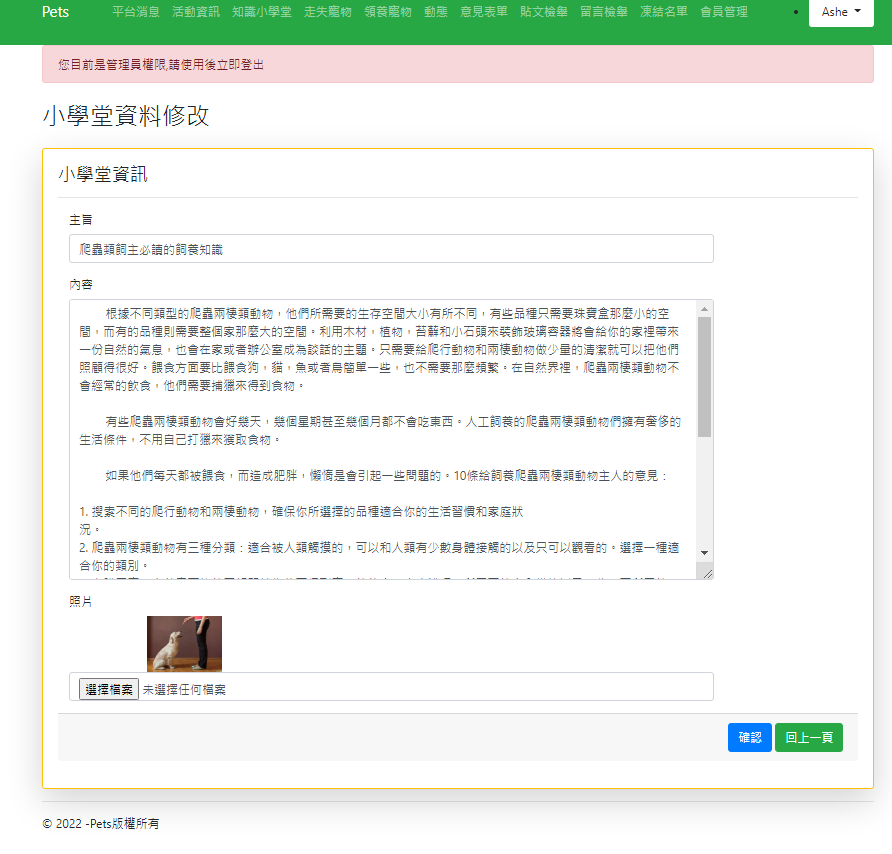 Pets 平台消息 活動資訊 知識小學堂 走失寵物 領養寵物 動態 意見表單 貼文檢舉 留言檢舉 凍結名單 會員管理 • Ashe
您目前是管理員權限,請使用後立即登出
小學堂資料修改
小學堂資訊
主旨
爬蟲類飼主必讀的飼養知識
內容
根據不同類型的爬蟲兩棲類動物，他們所需要的生存空間大小有所不同，有些品種只需要珠寶盒那麼小的空
間，而有的品種則需要整個家那麼大的空間。利用木材，植物，苔蘚和小石頭來裝飾玻璃容器將會給你的家裡帶來
一份自然的氣息，也會在家或者辦公室成為談話的主題。只需要給爬行動物和兩棲動物做少量的清潔就可以把他們
照顧得很好。餵食方面要比餵食狗，貓，魚或者鳥簡單一些，也不需要那麼頻繁。在自然界裡，爬蟲兩棲類動物不
會經常的飲食，他們需要捕獵來得到食物。
有些爬蟲兩棲類動物會好幾天，幾個星期甚至幾個月都不會吃東西。人工飼養的爬蟲兩棲類動物們擁有奢侈的
生活條件，不用自己打獵來獲取食物。
如果他們每天都被餵食，而造成肥胖，懶惰是會引起一些問題的。10條給飼養爬蟲兩棲類動物主人的意見：
1. 搜索不同的爬行動物和兩棲動物，確保你所選擇的品種適合你的生活習慣和家庭狀
況。
2. 爬蟲兩棲類動物有三種分類：適合被人類觸摸的，可以和人類有少數身體接觸的以及只可以觀看的。選擇一種適
合你的類別。
照片
選擇檔案 未選擇任何檔案
確認 回上一頁
© 2022 -Pets版權所有